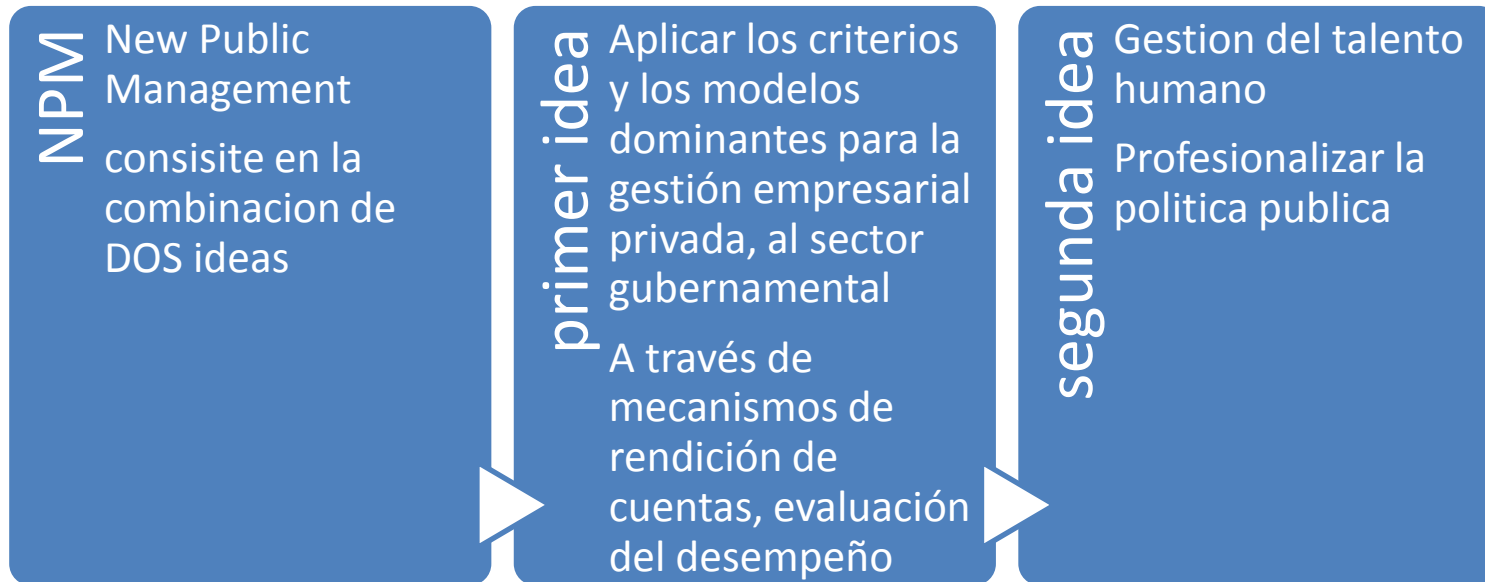 NPM
New Public
Management
consisite en la
combinacion de
DOS ideas
primer idea
Aplicar los criterios
y los modelos
dominantes para la
gestión empresarial
privada, al sector
gubernamental
A través de
mecanismos de
rendición de
cuentas, evaluación
del desempeño
segunda idea
Gestion del talento
humano
Profesionalizar la
politica publica